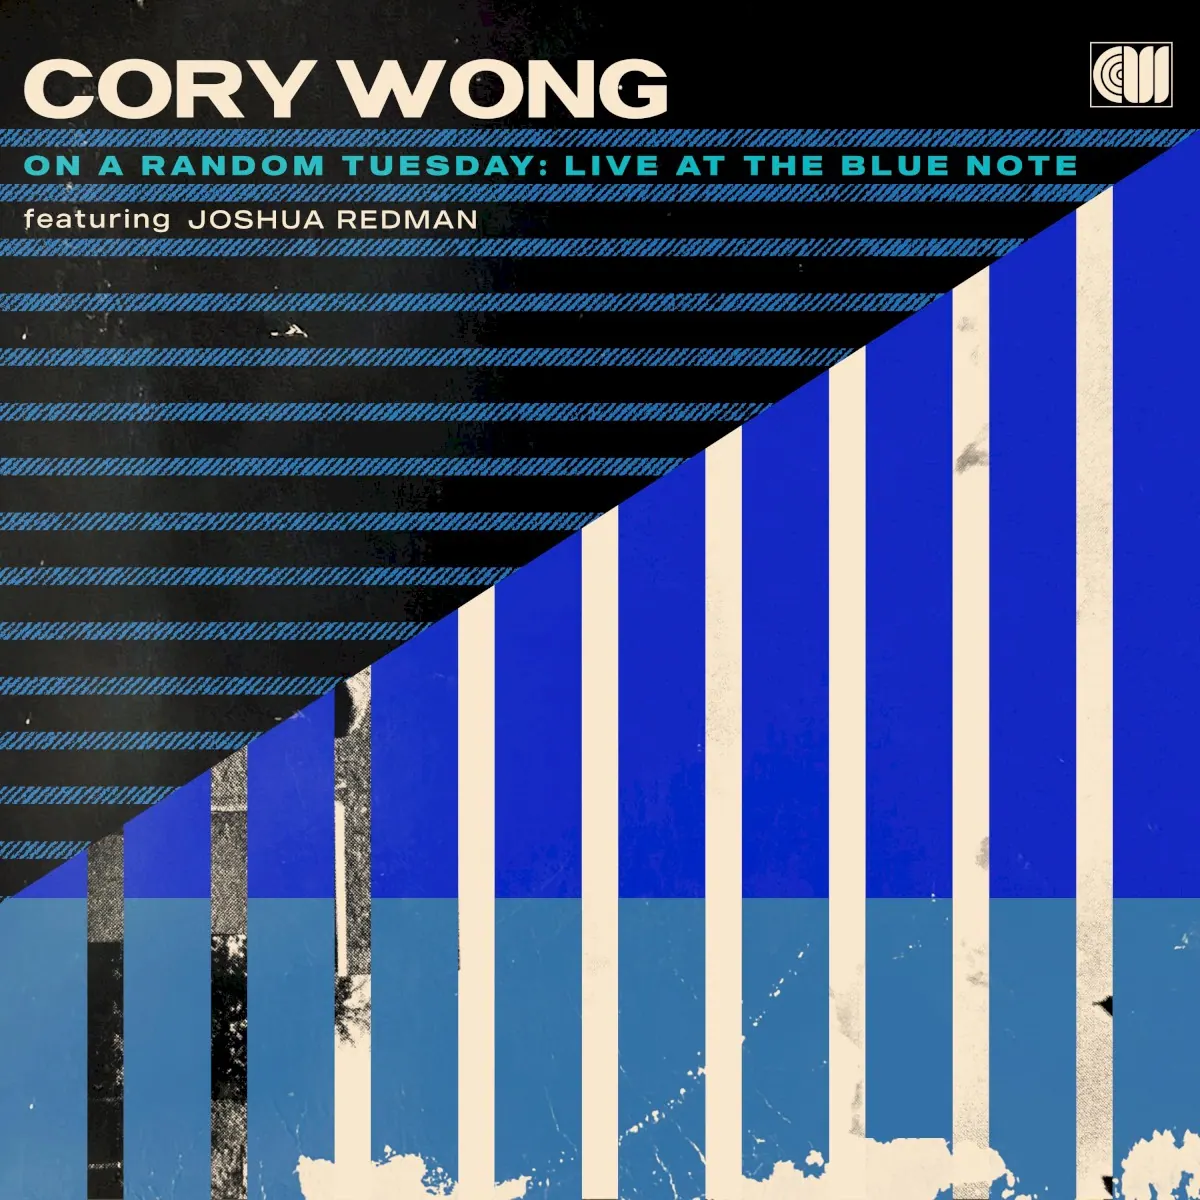 CORY WONG
ON A RANDOM TUESDAY: LIVE AT THE BLUE NOTE
featuring JOSHUA REDMAN